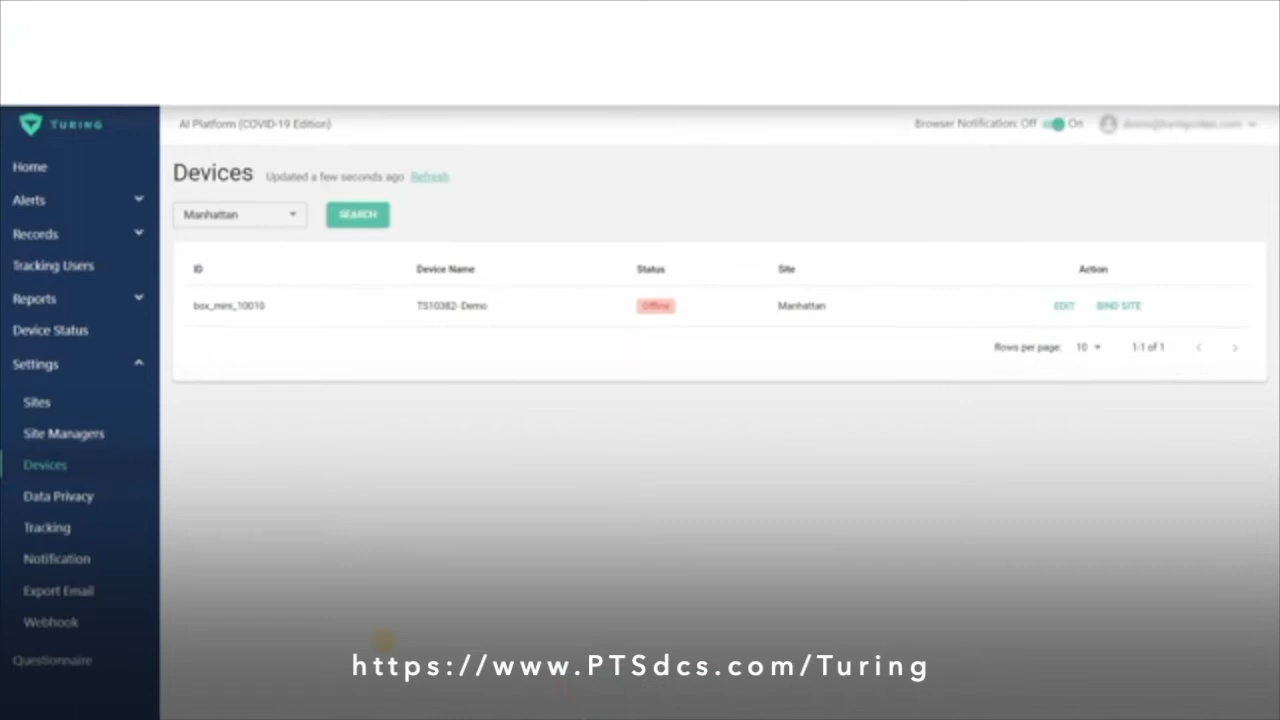 TURING
AI Platform (COVID-19 Edition)
Browser Notification: Off On
Home
Alerts
Records
Tracking Users
Reports
Device Status
Settings
Sites
Site Managers
Devices
Data Privacy
Tracking
Notification
Export Email
Webhook
Questionnaire
Devices Updated a few seconds ago Refresh
Manhattan SEARCH
ID Device Name Status Site Action
box_mini_10010 TS10382- Demo Offline Manhattan EDIT BIND SITE
Rows per page: 10 1-1 of 1
https://www.PTSdcs.com/Turing